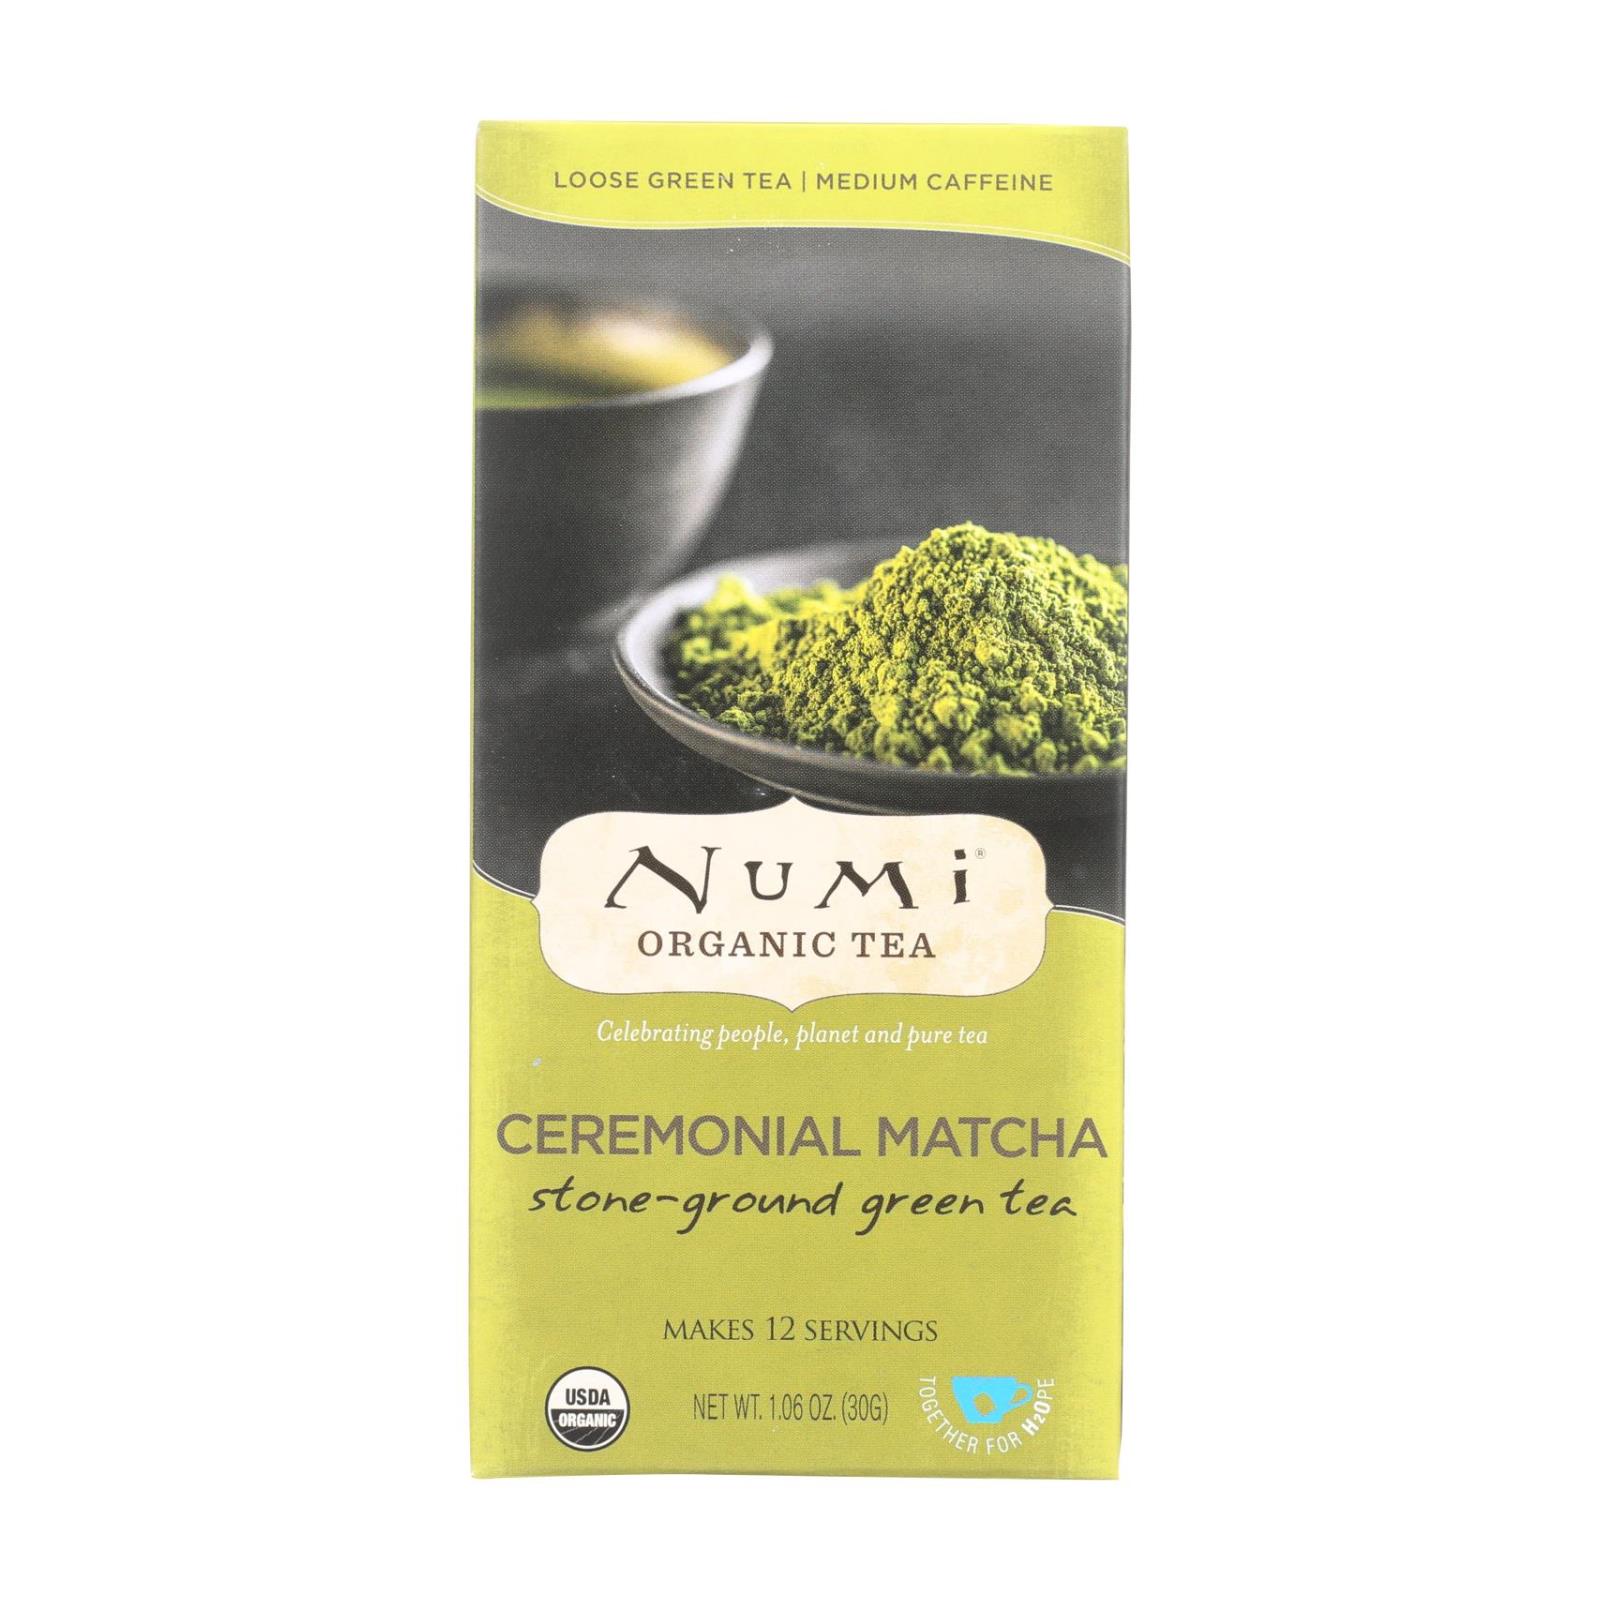 LOOSE GREEN TEA | MEDIUM CAFFEINE
NUMi®
ORGANIC TEA
Celebrating people, planet and pure tea
CEREMONIAL MATCHA
stone-ground green tea
MAKES 12 SERVINGS
USDA
ORGANIC
NET WT. 1.06 OZ. (30G)
TOGETHER FOR H2OPE